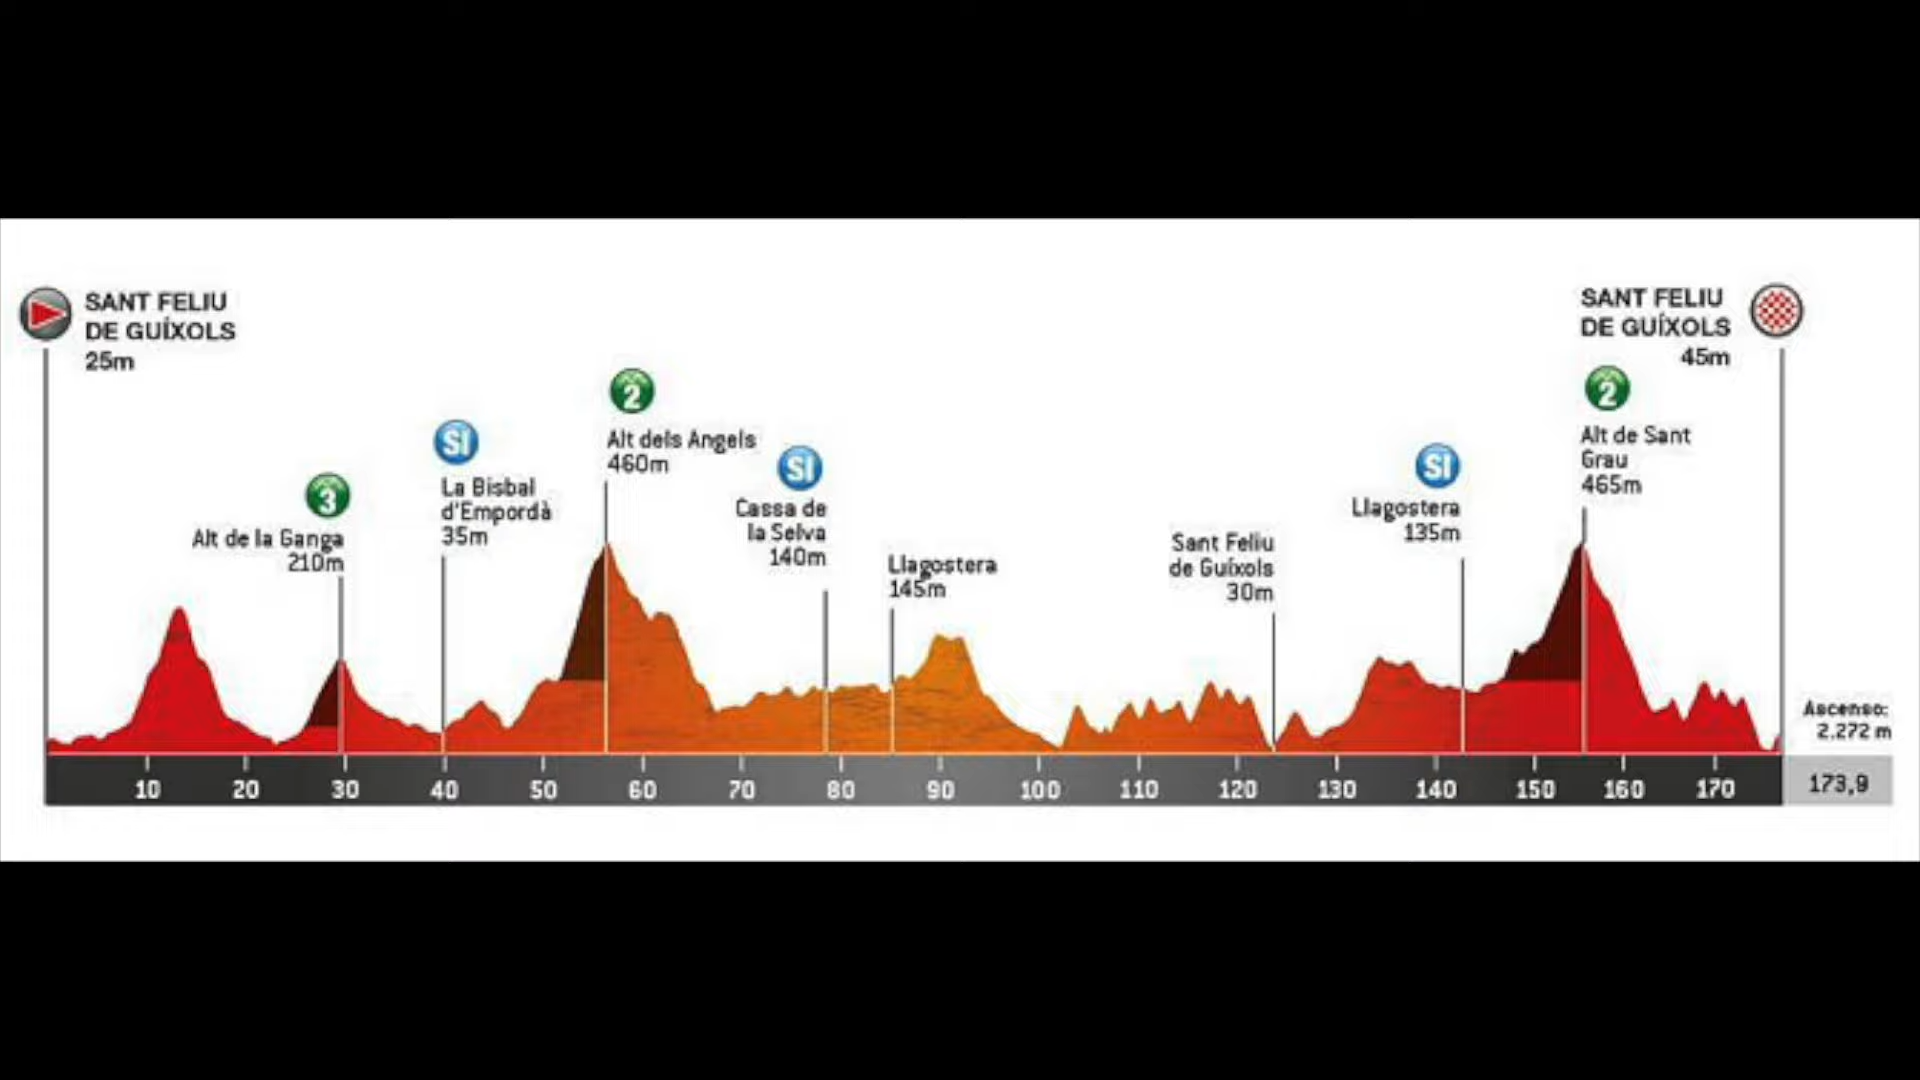 SANT FELIU
DE GUÍXOLS
25m
3
Alt de la Ganga
210m
SI
La Bisbal
d'Empordà
35m
2
Alt dels Angels
460m
SI
Cassa de
la Selva
140m
Llagostera
145m
Sant Feliu
de Guíxols
30m
SI
Llagostera
135m
2
Alt de Sant
Grau
465m
SANT FELIU
DE GUÍXOLS
45m
Ascenso:
2.272 m
10 20 30 40 50 60 70 80 90 100 110 120 130 140 150 160 170
173,9